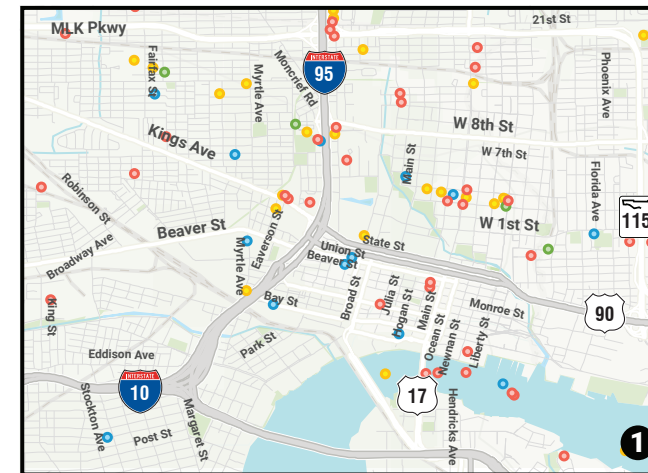 MLK Pkwy
21st St
Fairfax St
Myrtle Ave
Moncrief Rd
INTERSTATE
95
Phoenix Ave
Kings Ave
W 8th St
W 7th St
Main St
Robinson St
Florida Ave
115
W 1st St
Beaver St
Eaverson St
Broadway Ave
Myrtle Ave
Union St
State St
Beaver St
King St
Bay St
Broad St
Julia St
Hogan St
Main St
Ocean St
Newnan St
Liberty St
Monroe St
90
Park St
Eddison Ave
INTERSTATE
10
17
Stockton Ave
Post St
Margaret St
Hendricks Ave
1